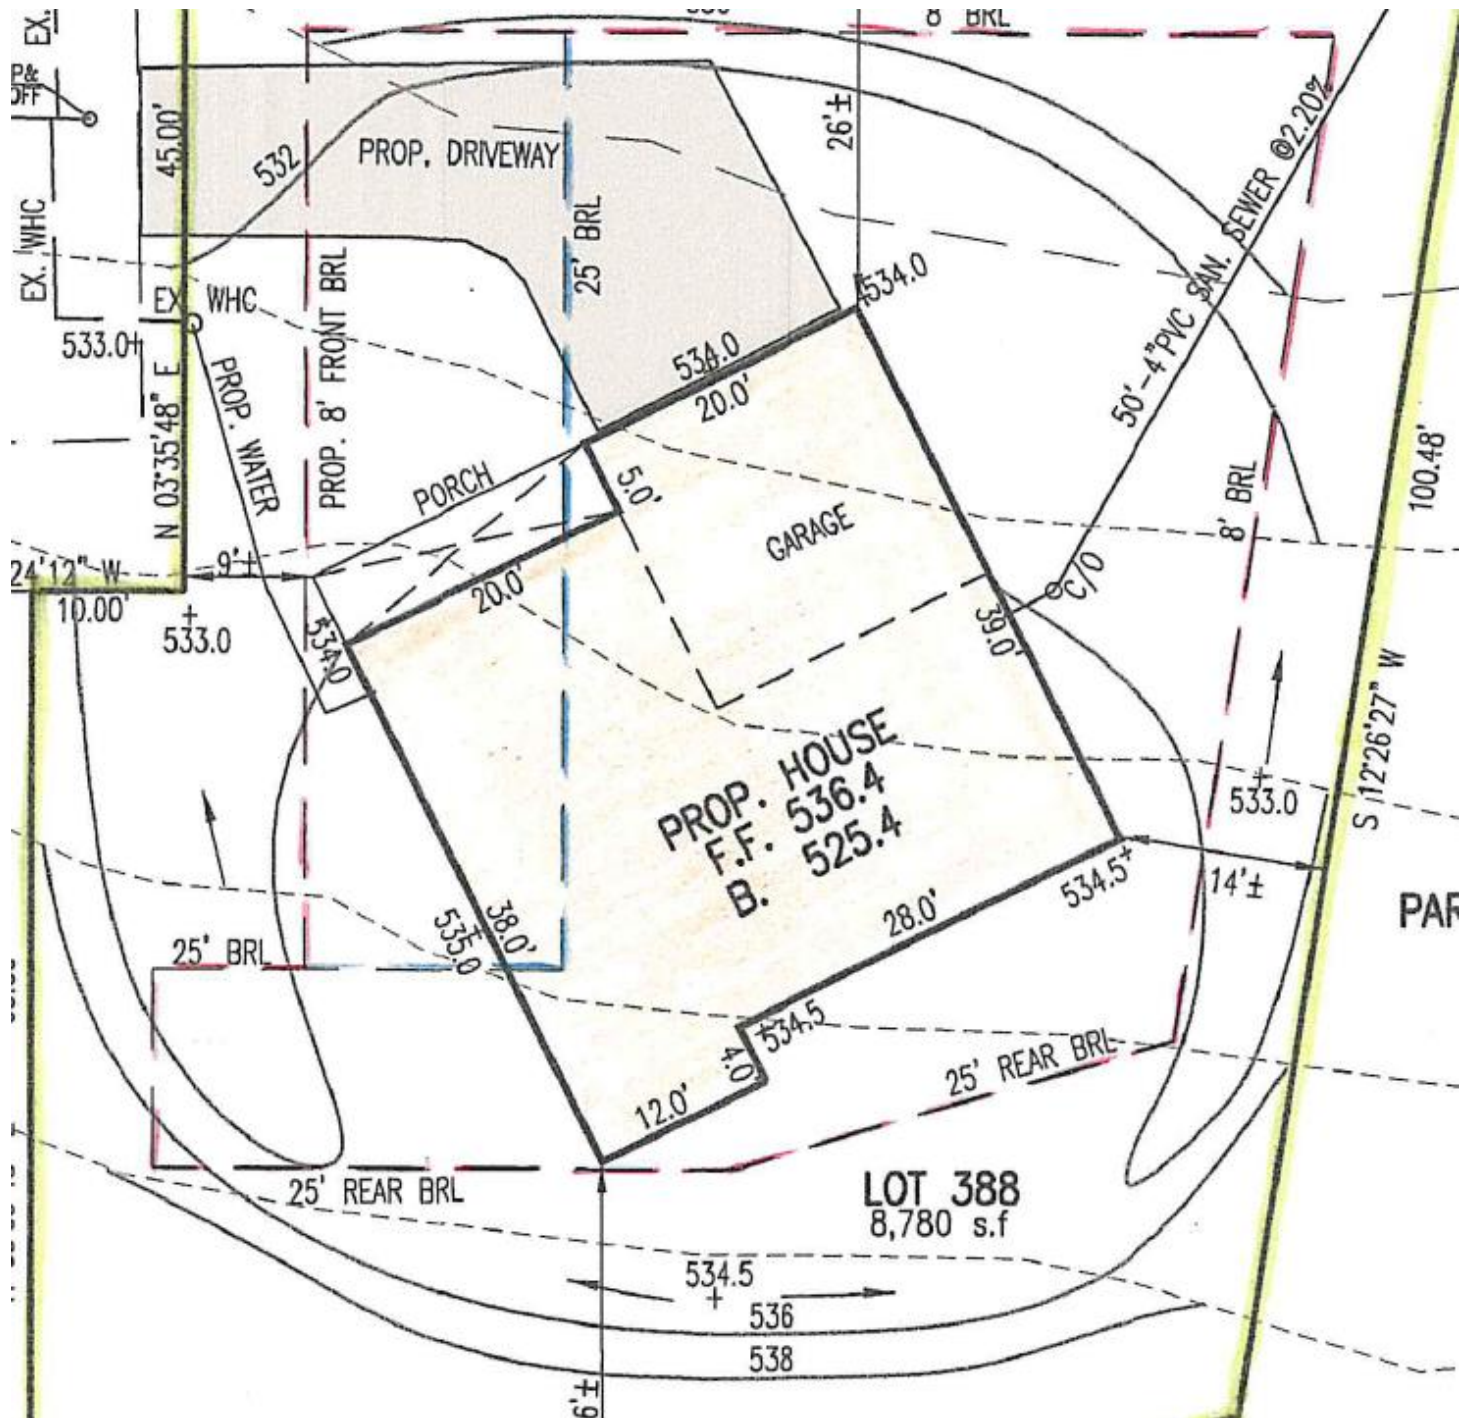 EX.
8' BRL
P&
OFF
45.00'
532
PROP. DRIVEWAY
26'±
50'-4"PVC SAN. SEWER @2.20%
EX. WHC
25' BRL
534.0
EX WHC
533.0
534.0
20.0'
PROP. 8' FRONT BRL
PROP. WATER
N 03°35'48" E
PORCH
5.0'
GARAGE
8' BRL
100.48'
24'12" W
10.00'
9'±
20.0'
C/O
533.0
534.0
39.0'
S 12°26'27" W
PROP. HOUSE
F.F. 536.4
B. 525.4
533.0
38.0'
535.0
28.0'
534.5
14'±
PAR
25' BRL
534.5
4.0'
12.0'
25' REAR BRL
25' REAR BRL
LOT 388
8,780 s.f
534.5
536
538
6'±